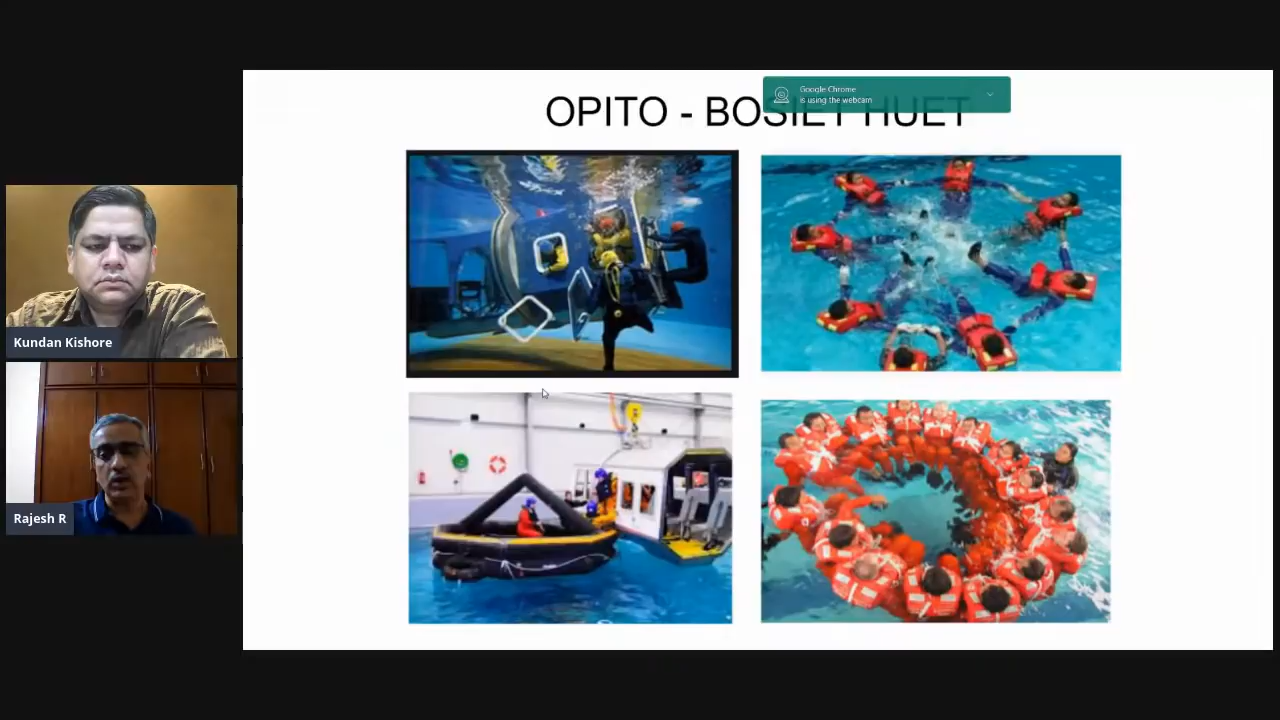 OPITO - BOSIET HUET
Google Chrome
is using the webcam
Kundan Kishore
Rajesh R